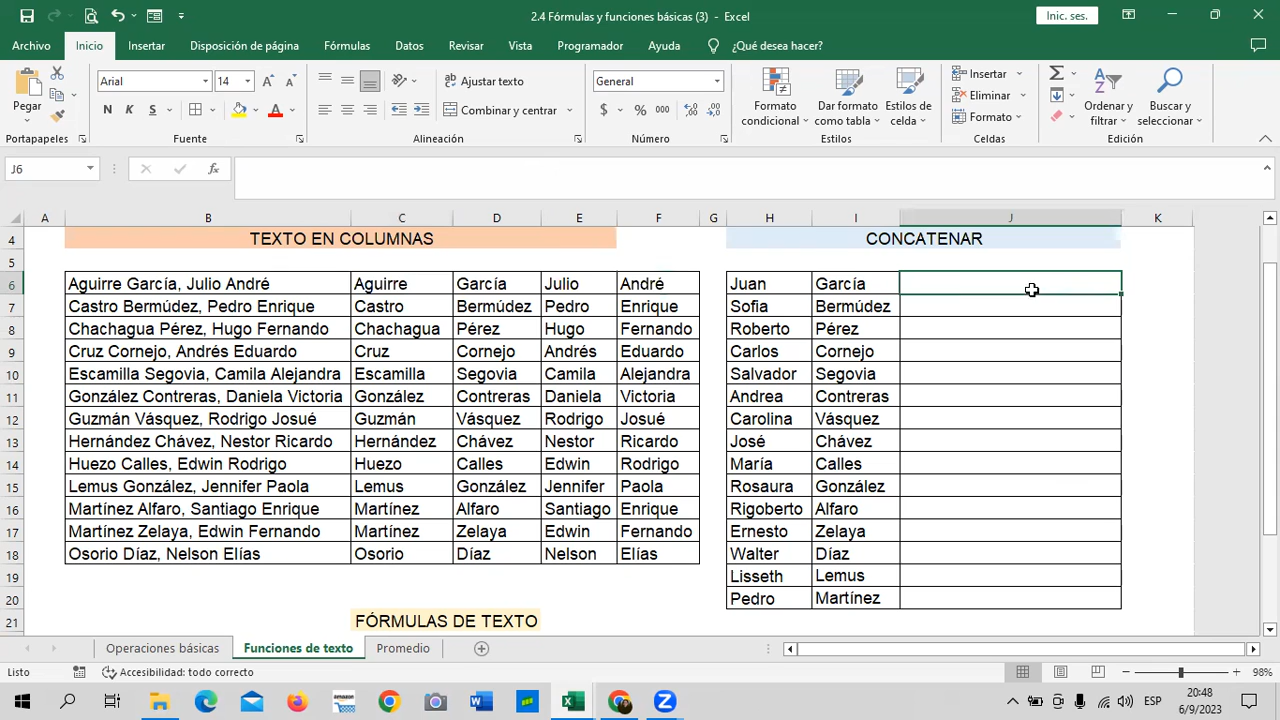 2.4 Fórmulas y funciones básicas (3) - Excel
Inic. ses.
Archivo Inicio Insertar Disposición de página Fórmulas Datos Revisar Vista Programador Ayuda ¿Qué desea hacer?
Pegar
Arial 14
N K S
Ajustar texto
Combinar y centrar
General
$ % 000
Formato condicional
Dar formato como tabla
Estilos de celda
Insertar
Eliminar
Formato
Ordenar y filtrar
Buscar y seleccionar
Portapapeles Fuente Alineación Número Estilos Celdas Edición
J6 fx
A B C D E F G H I J K
4 TEXTO EN COLUMNAS CONCATENAR
5
6 Aguirre García, Julio André Aguirre García Julio André Juan García
7 Castro Bermúdez, Pedro Enrique Castro Bermúdez Pedro Enrique Sofia Bermúdez
8 Chachagua Pérez, Hugo Fernando Chachagua Pérez Hugo Fernando Roberto Pérez
9 Cruz Cornejo, Andrés Eduardo Cruz Cornejo Andrés Eduardo Carlos Cornejo
10 Escamilla Segovia, Camila Alejandra Escamilla Segovia Camila Alejandra Salvador Segovia
11 González Contreras, Daniela Victoria González Contreras Daniela Victoria Andrea Contreras
12 Guzmán Vásquez, Rodrigo Josué Guzmán Vásquez Rodrigo Josué Carolina Vásquez
13 Hernández Chávez, Nestor Ricardo Hernández Chávez Nestor Ricardo José Chávez
14 Huezo Calles, Edwin Rodrigo Huezo Calles Edwin Rodrigo María Calles
15 Lemus González, Jennifer Paola Lemus González Jennifer Paola Rosaura González
16 Martínez Alfaro, Santiago Enrique Martínez Alfaro Santiago Enrique Rigoberto Alfaro
17 Martínez Zelaya, Edwin Fernando Martínez Zelaya Edwin Fernando Ernesto Zelaya
18 Osorio Díaz, Nelson Elías Osorio Díaz Nelson Elías Walter Díaz
19 Lisseth Lemus
20 Pedro Martínez
21 FÓRMULAS DE TEXTO
Operaciones básicas Funciones de texto Promedio
Listo Accesibilidad: todo correcto 98%
ESP 20:48
6/9/2023